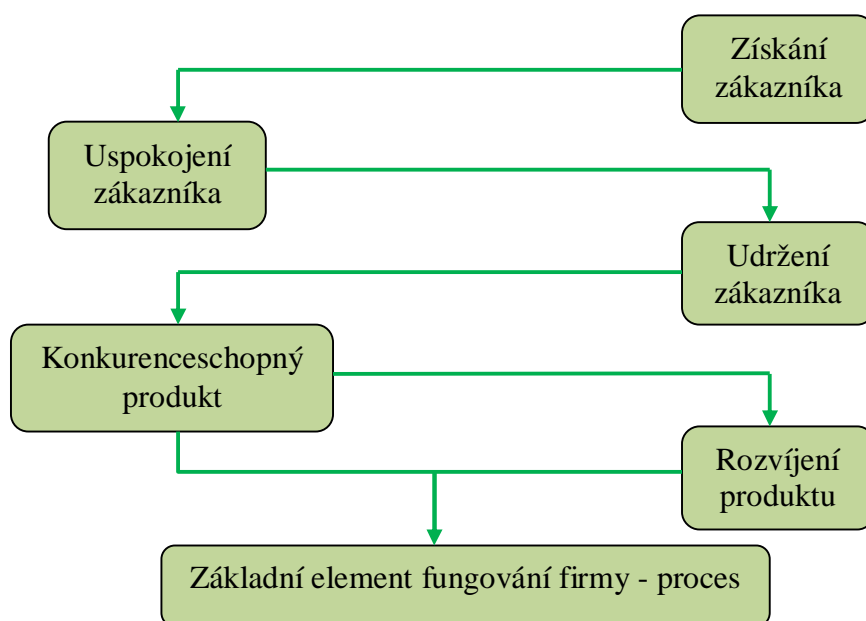 Získání
zákazníka
Uspokojení
zákazníka
Udržení
zákazníka
Konkurenceschopný
produkt
Rozvíjení
produktu
Základní element fungování firmy - proces